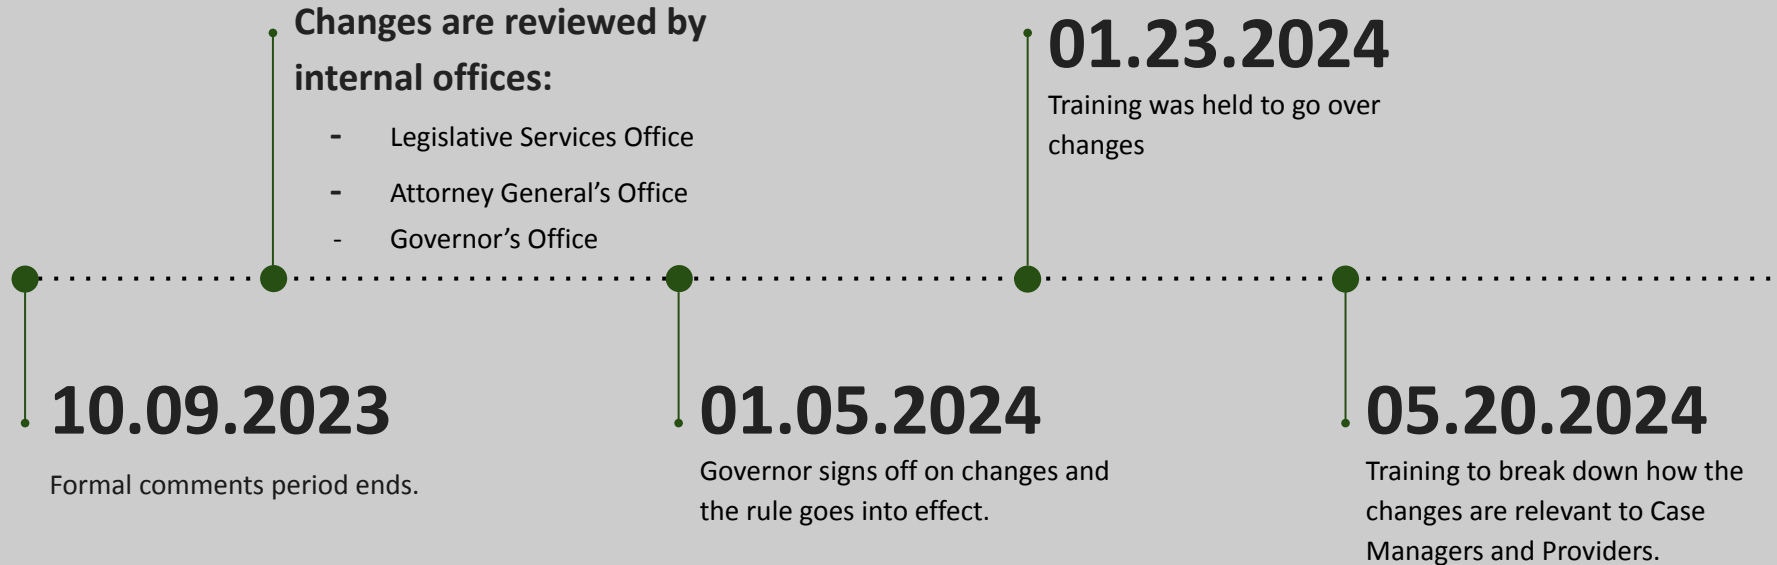 Changes are reviewed by
internal offices:
- Legislative Services Office
- Attorney General's Office
- Governor's Office
01.23.2024
Training was held to go over
changes
10.09.2023
Formal comments period ends.
01.05.2024
Governor signs off on changes and
the rule goes into effect.
05.20.2024
Training to break down how the
changes are relevant to Case
Managers and Providers.